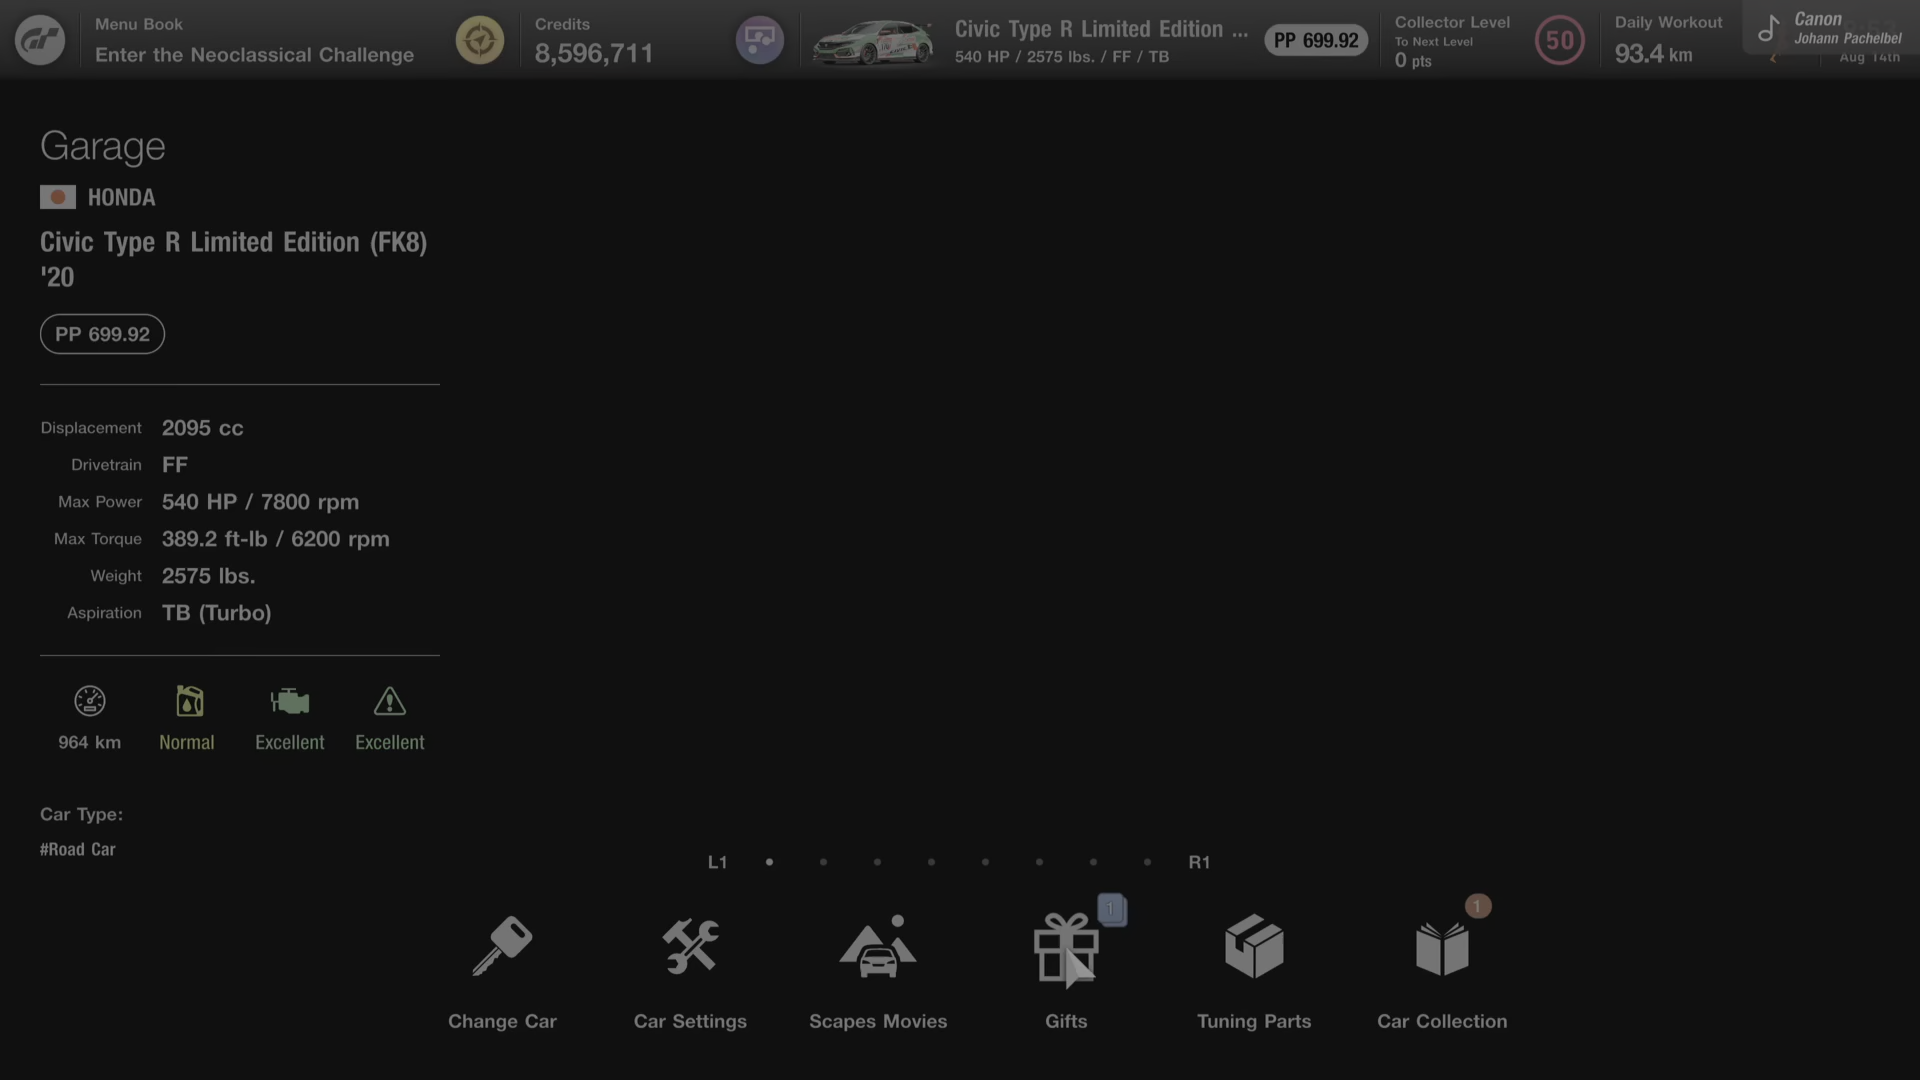 Menu Book
Enter the Neoclassical Challenge
Credits
8,596,711
Civic Type R Limited Edition ...
540 HP / 2575 lbs. / FF / TB
PP 699.92
Collector Level
To Next Level
0 pts
50
Daily Workout
93.4 km
Canon
Johann Pachelbel
Aug 14th
Garage
HONDA
Civic Type R Limited Edition (FK8)
'20
PP 699.92
Displacement 2095 cc
Drivetrain FF
Max Power 540 HP / 7800 rpm
Max Torque 389.2 ft-lb / 6200 rpm
Weight 2575 lbs.
Aspiration TB (Turbo)
964 km Normal Excellent Excellent
Car Type:
#Road Car
L1 R1
1 1
Change Car Car Settings Scapes Movies Gifts Tuning Parts Car Collection